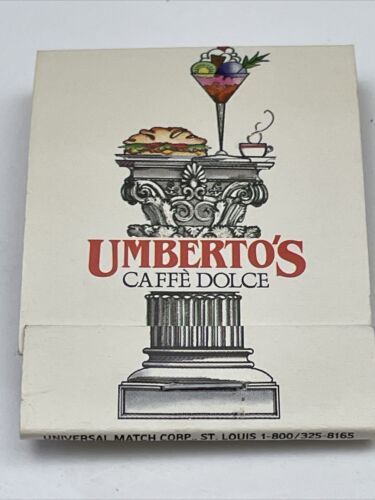 UMBERTO'S
CAFFÈ DOLCE
UNIVERSAL MATCH CORP., ST. LOUIS 1-800/325-8165